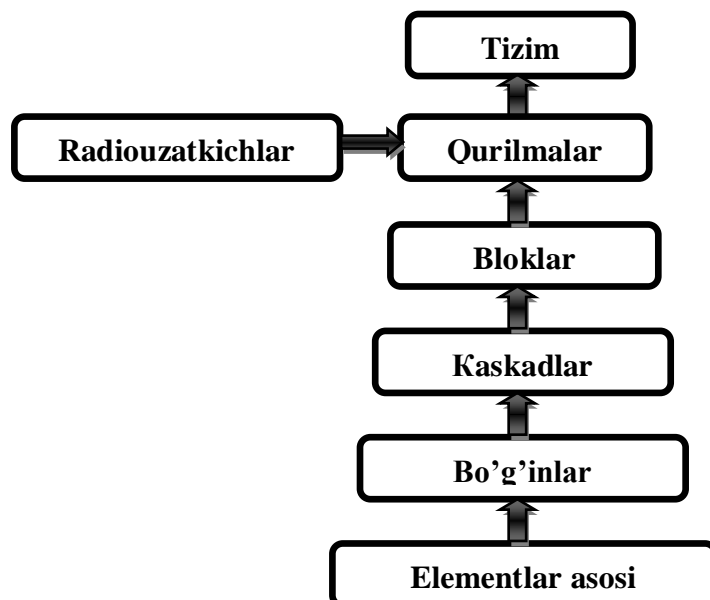 Tizim
Radiouzatkichlar
Qurilmalar
Bloklar
Kaskadlar
Bo’g’inlar
Elementlar asosi